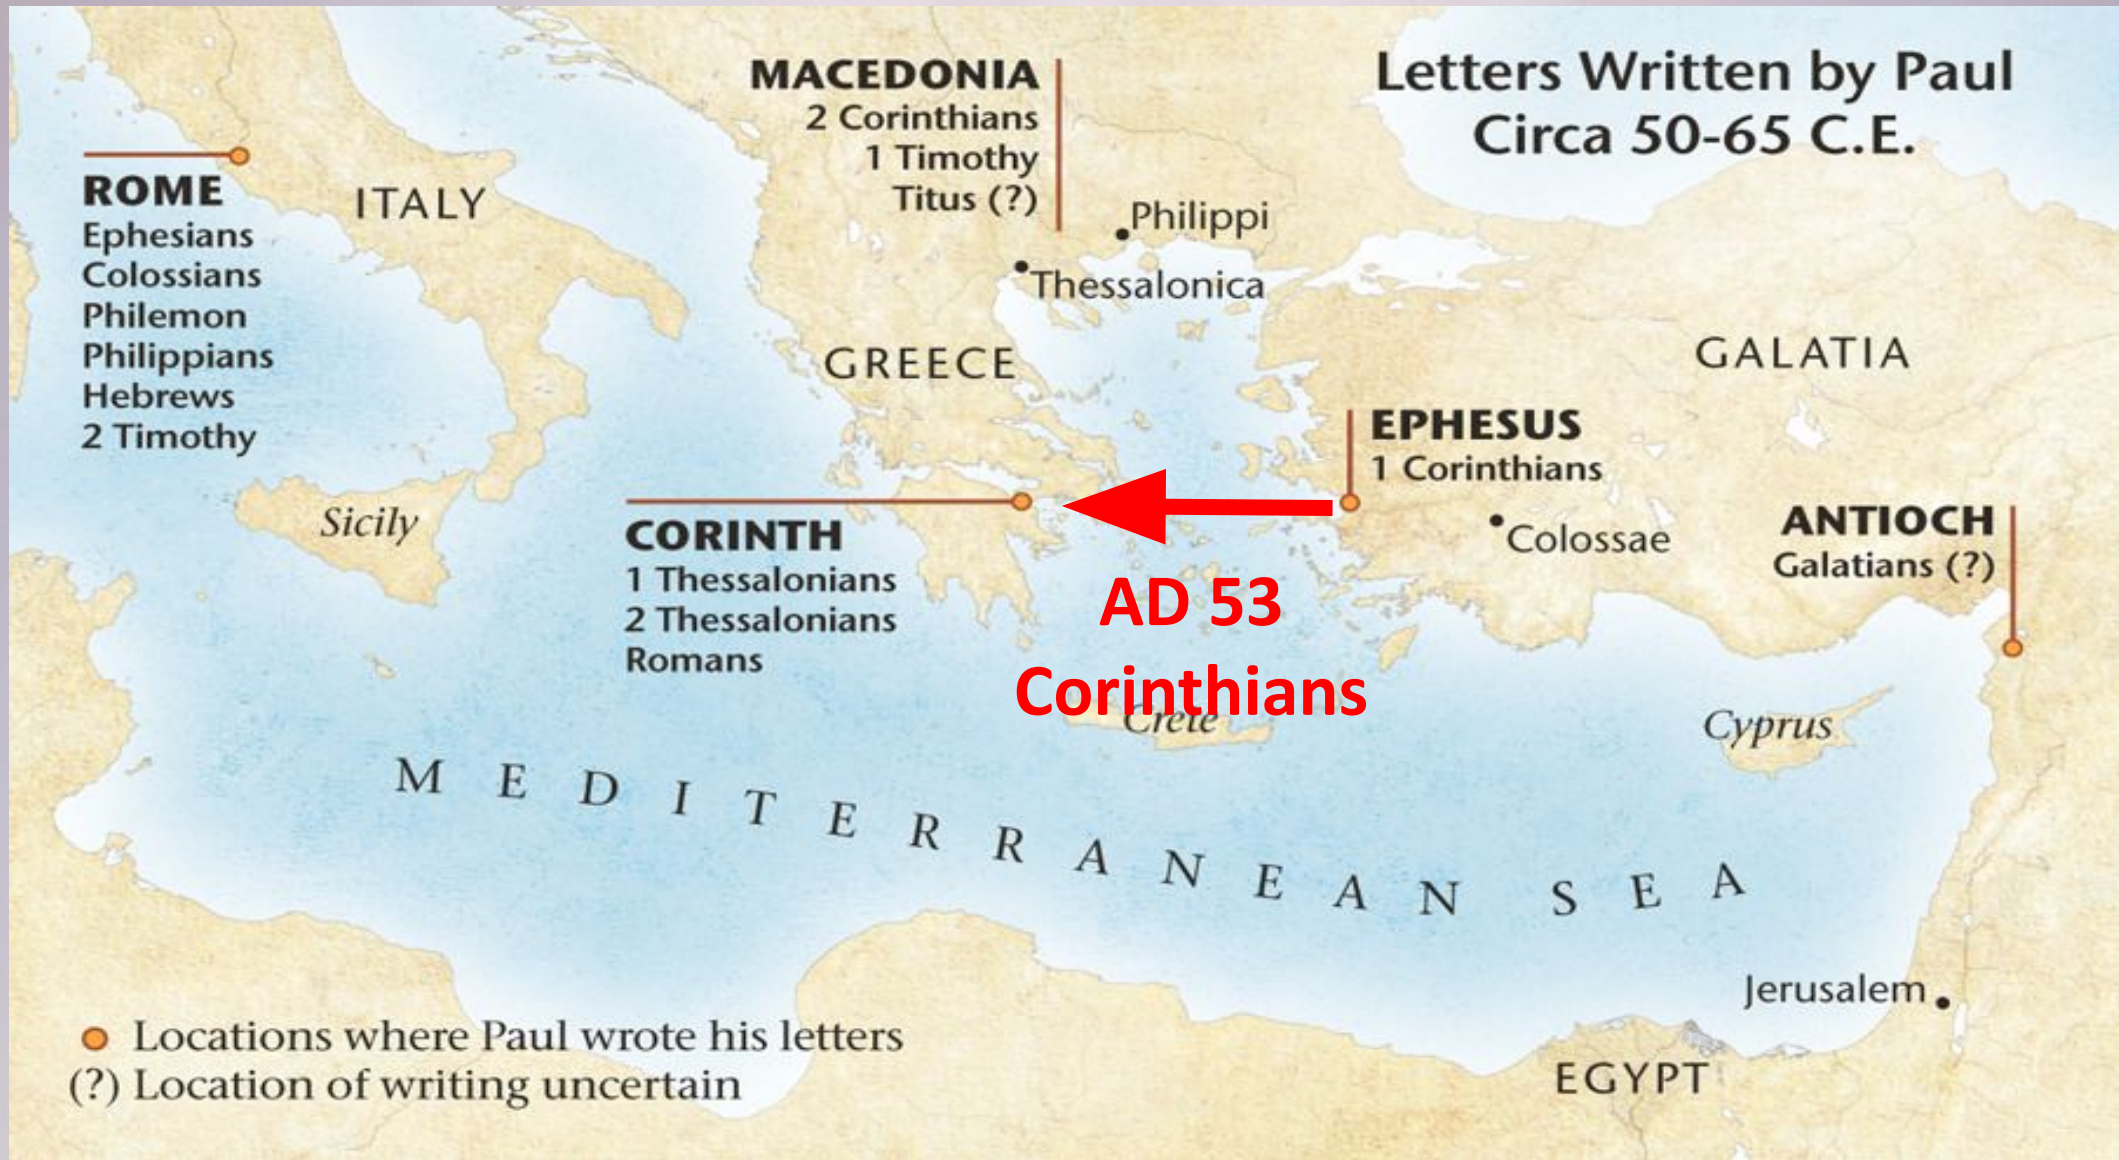 Letters Written by Paul
Circa 50-65 C.E.
MACEDONIA
2 Corinthians
1 Timothy
Titus (?)
Philippi
Thessalonica
ROME
Ephesians
Colossians
Philemon
Philippians
Hebrews
2 Timothy
ITALY
GREECE
GALATIA
EPHESUS
1 Corinthians
Colossae
ANTIOCH
Galatians (?)
Sicily
CORINTH
1 Thessalonians
2 Thessalonians
Romans
AD 53
Corinthians
Crete
Cyprus
MEDITERRANEAN SEA
Jerusalem
EGYPT
Locations where Paul wrote his letters
(?) Location of writing uncertain